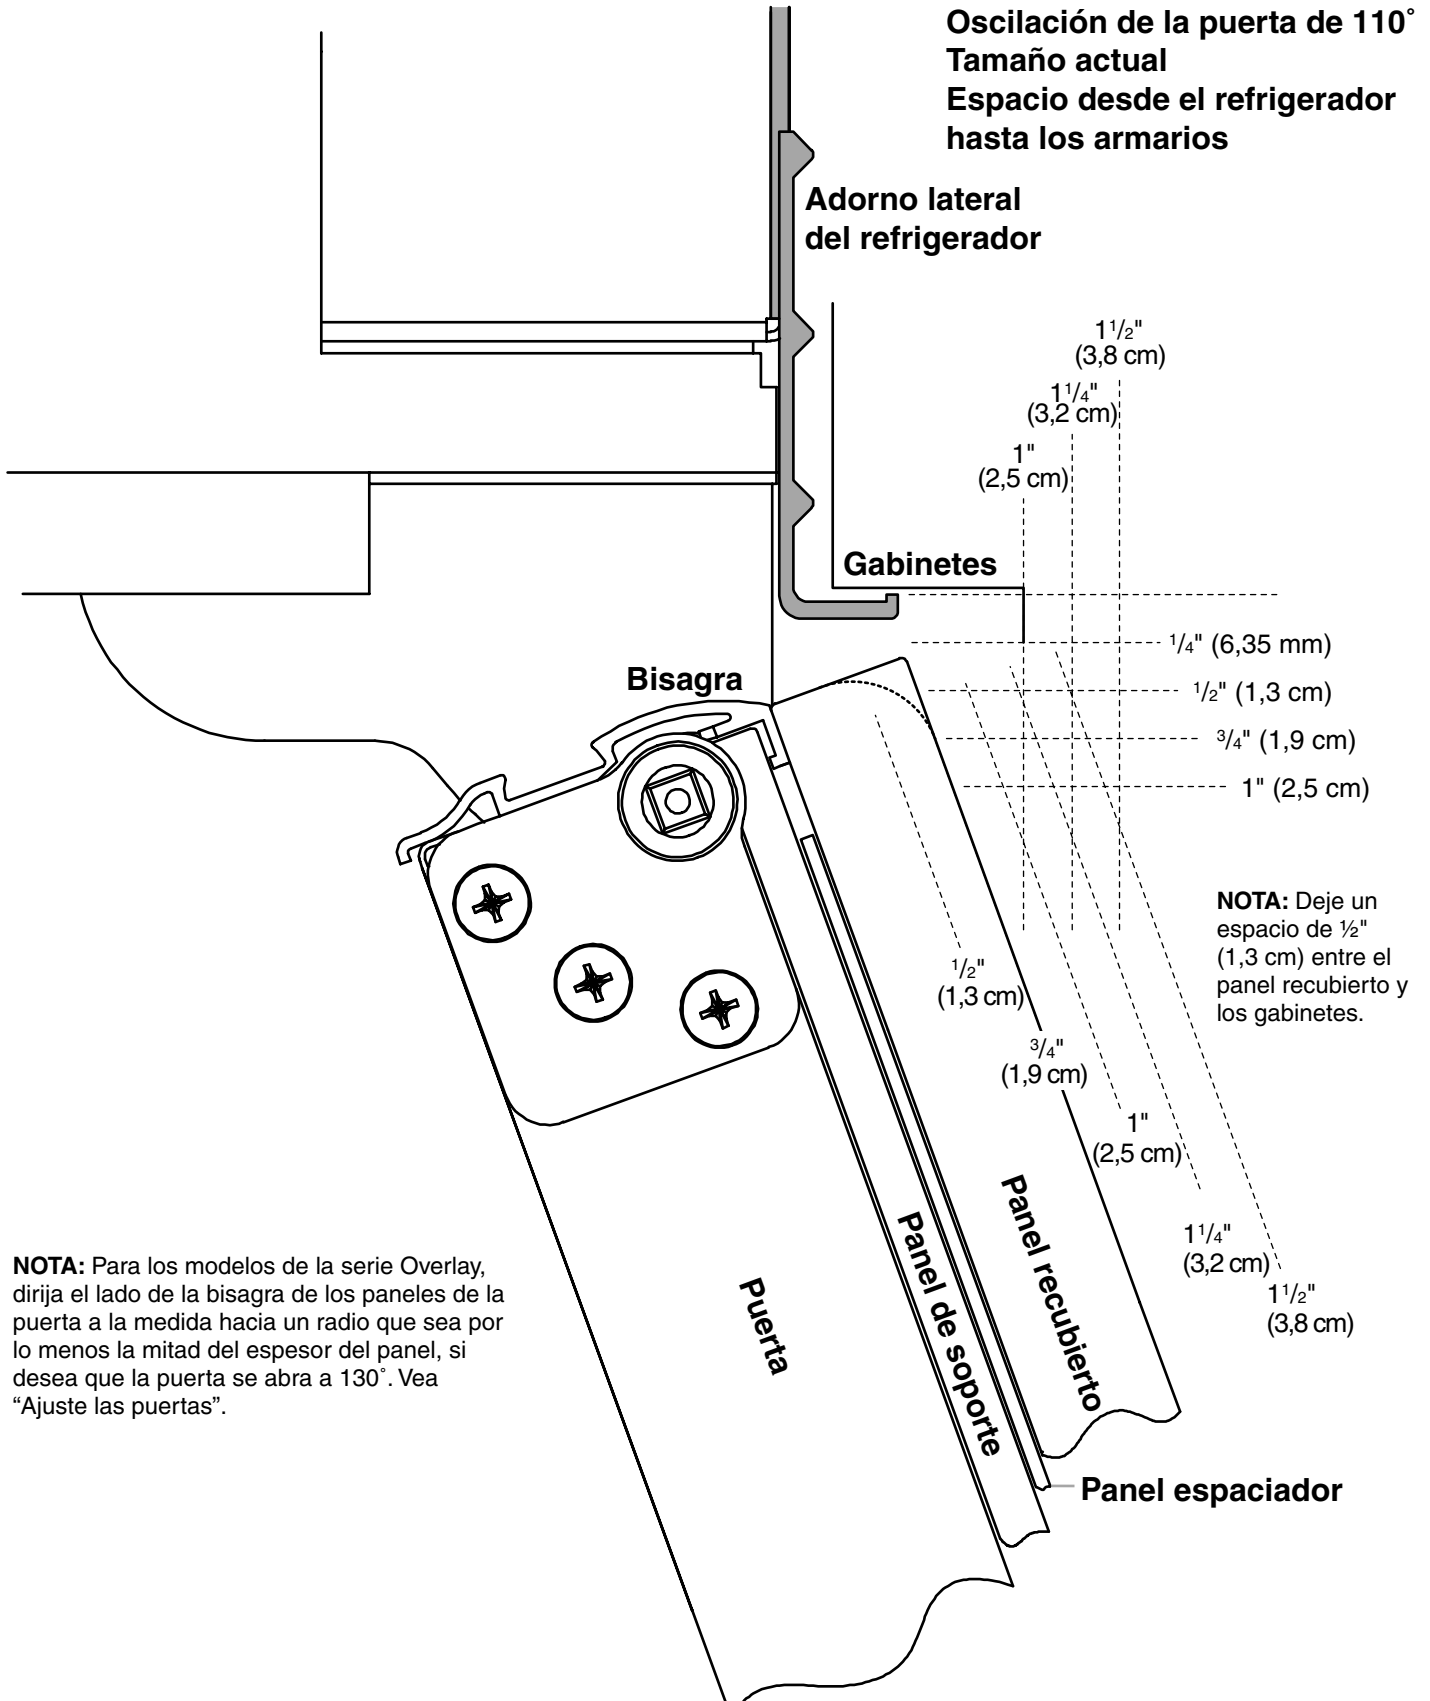 Oscilación de la puerta de 110˚
Tamaño actual
Espacio desde el refrigerador
hasta los armarios
Adorno lateral
del refrigerador
1 1/2"
(3,8 cm)
1 1/4"
(3,2 cm)
1"
(2,5 cm)
Gabinetes
1/4" (6,35 mm)
Bisagra
1/2" (1,3 cm)
3/4" (1,9 cm)
1" (2,5 cm)
NOTA: Deje un
espacio de ½"
(1,3 cm) entre el
panel recubierto y
los gabinetes.
1/2"
(1,3 cm)
3/4"
(1,9 cm)
1"
(2,5 cm)
1 1/4"
(3,2 cm)
1 1/2"
(3,8 cm)
Panel recubierto
Panel de soporte
Puerta
NOTA: Para los modelos de la serie Overlay,
dirija el lado de la bisagra de los paneles de la
puerta a la medida hacia un radio que sea por
lo menos la mitad del espesor del panel, si
desea que la puerta se abra a 130˚. Vea
“Ajuste las puertas”.
Panel espaciador